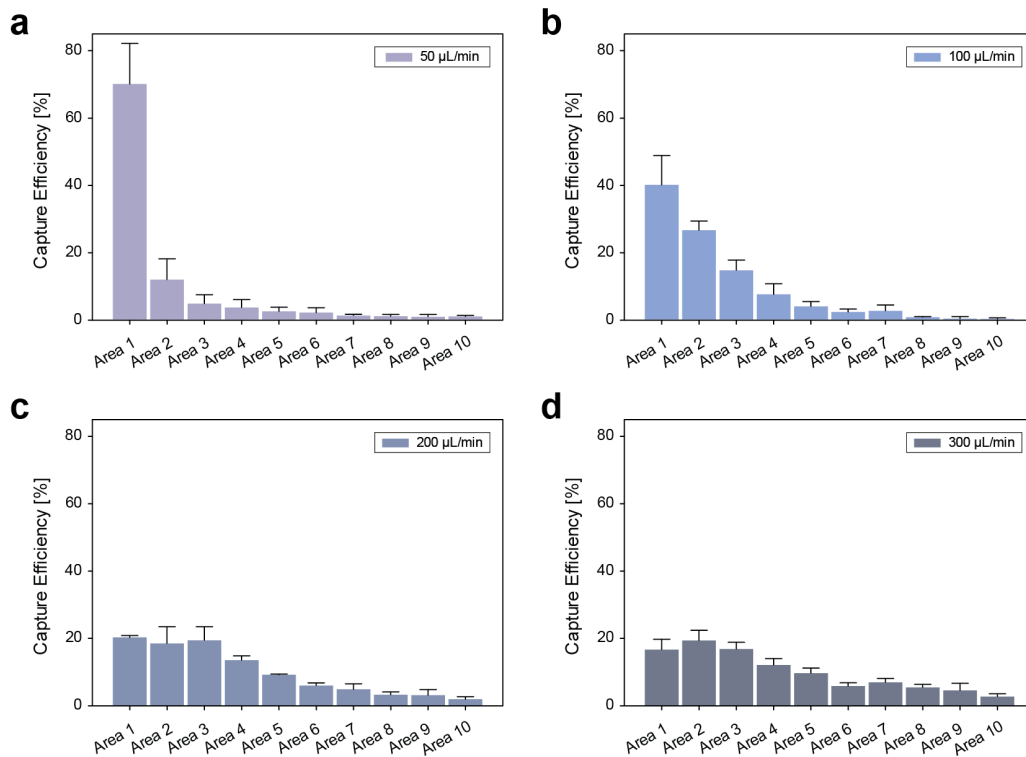 a
50 µL/min
Capture Efficiency [%]
80
60
40
20
0
Area 1
Area 2
Area 3
Area 4
Area 5
Area 6
Area 7
Area 8
Area 9
Area 10
b
100 µL/min
Capture Efficiency [%]
80
60
40
20
0
Area 1
Area 2
Area 3
Area 4
Area 5
Area 6
Area 7
Area 8
Area 9
Area 10
c
200 µL/min
Capture Efficiency [%]
80
60
40
20
0
Area 1
Area 2
Area 3
Area 4
Area 5
Area 6
Area 7
Area 8
Area 9
Area 10
d
300 µL/min
Capture Efficiency [%]
80
60
40
20
0
Area 1
Area 2
Area 3
Area 4
Area 5
Area 6
Area 7
Area 8
Area 9
Area 10